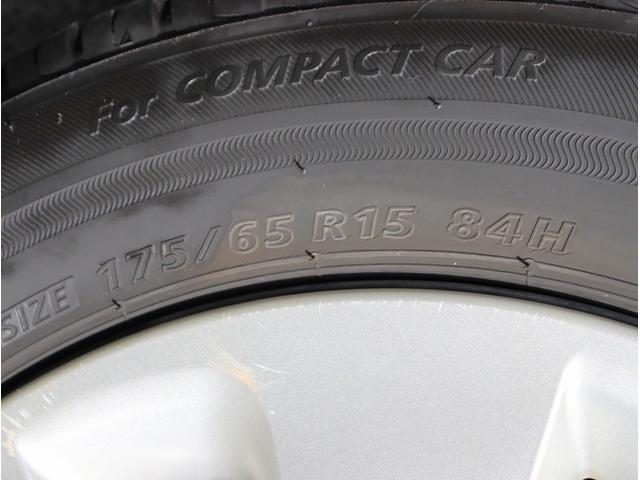 For COMPACT CAR
SIZE 175/65 R15 84H